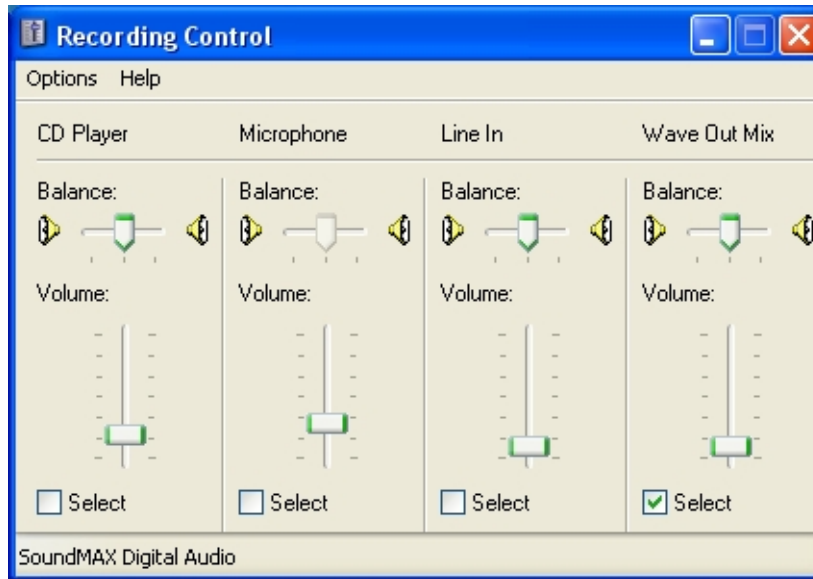 Recording Control
Options Help
CD Player Microphone Line In Wave Out Mix
Balance: Balance: Balance: Balance:
Volume: Volume: Volume: Volume:
Select Select Select Select
SoundMAX Digital Audio